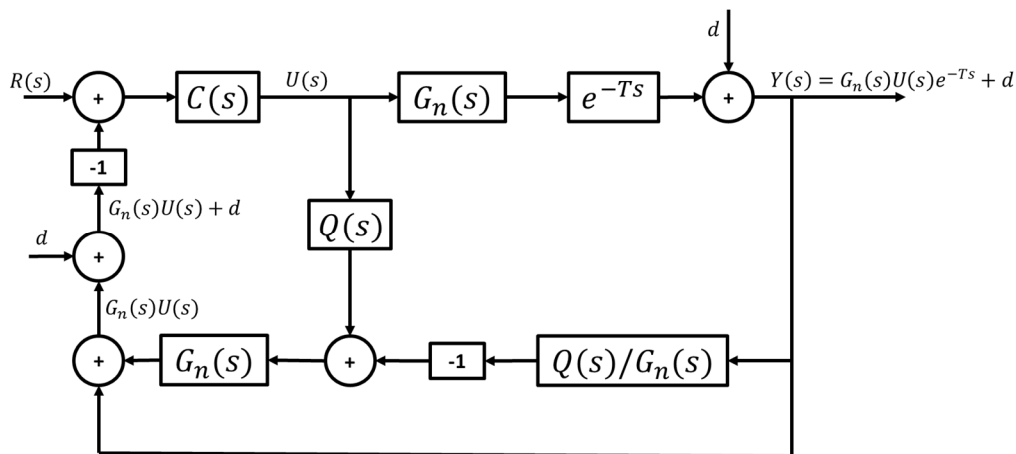 d
R(s)
+
C(s)
U(s)
G_n(s)
e^{-Ts}
+
Y(s) = G_n(s)U(s)e^{-Ts} + d
-1
G_n(s)U(s) + d
Q(s)
d
+
G_n(s)U(s)
+
G_n(s)
+
-1
Q(s)/G_n(s)